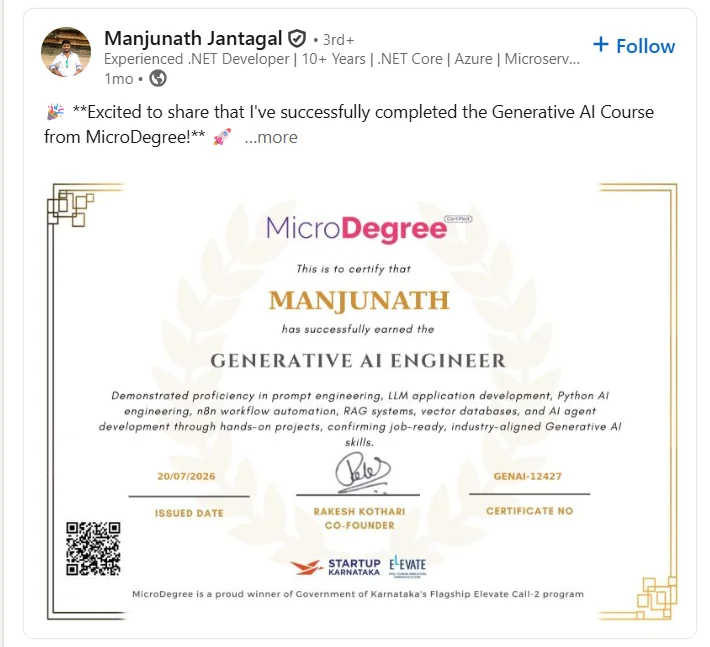 Manjunath Jantagal • 3rd+
+ Follow
Experienced .NET Developer | 10+ Years | .NET Core | Azure | Microserv...
1mo •
🎉 **Excited to share that I've successfully completed the Generative AI Course
from MicroDegree!** 🚀 ...more
MicroDegree Certified
This is to certify that
MANJUNATH
has successfully earned the
GENERATIVE AI ENGINEER
Demonstrated proficiency in prompt engineering, LLM application development, Python AI
engineering, n8n workflow automation, RAG systems, vector databases, and AI agent
development through hands-on projects, confirming job-ready, industry-aligned Generative AI
skills.
20/07/2026
GENAI-12427
ISSUED DATE
RAKESH KOTHARI
CO-FOUNDER
CERTIFICATE NO
STARTUP
KARNATAKA
ELEVATE
MicroDegree is a proud winner of Government of Karnataka's Flagship Elevate Call-2 program